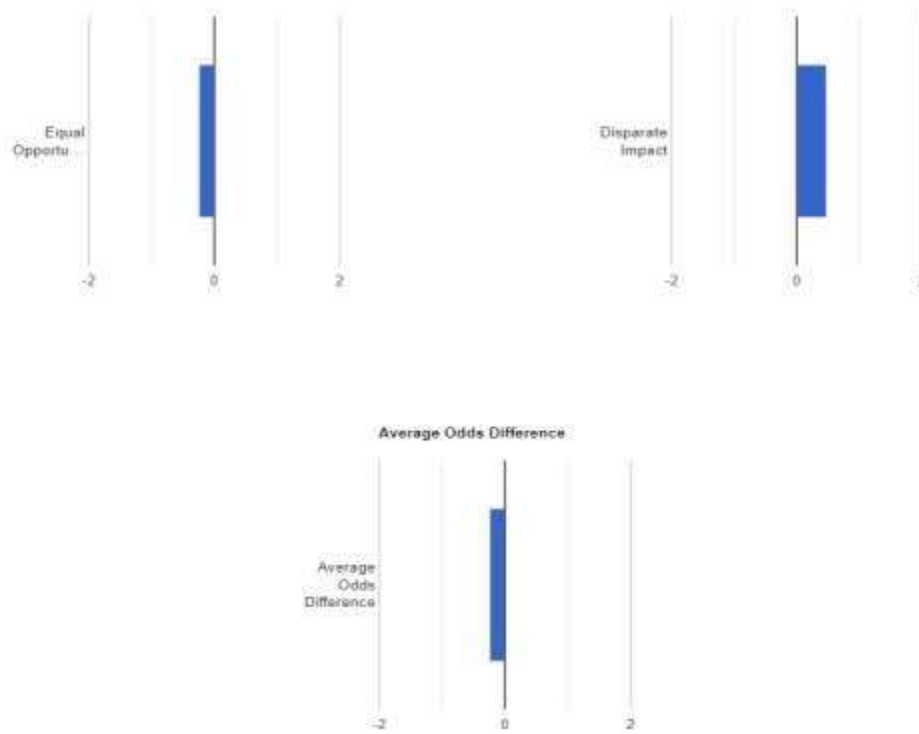 Equal
Opportu...
-2 0 2
Disparate
Impact
-2 0
Average Odds Difference
Average
Odds
Difference
-2 0 2